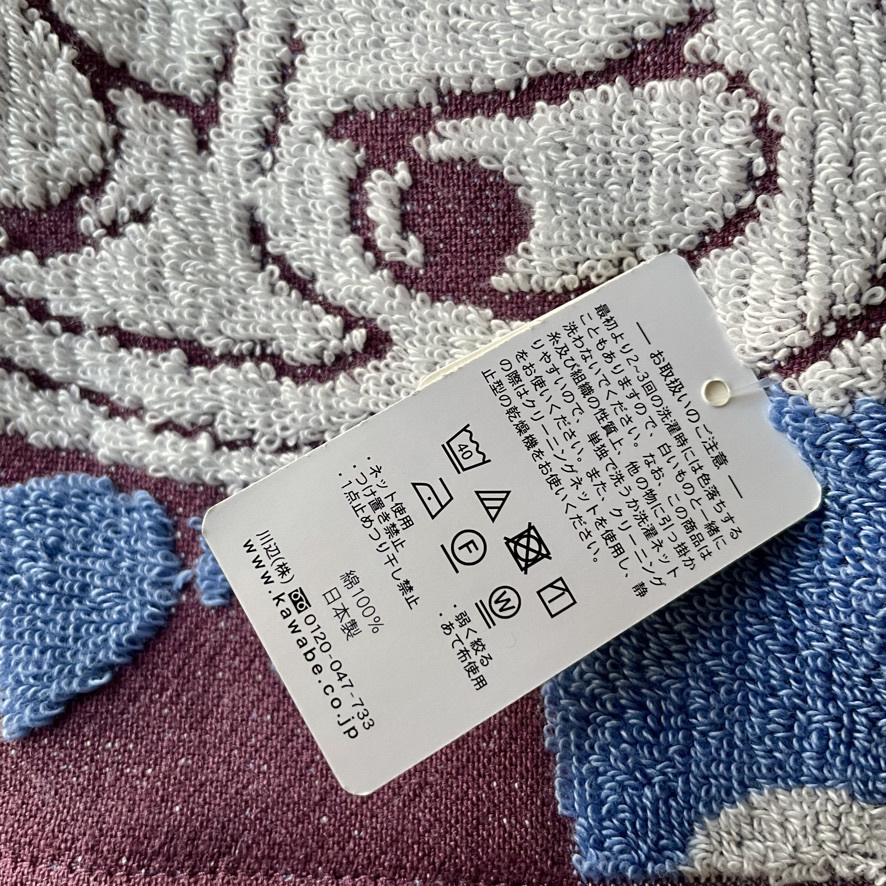 ― お取扱いのご注意 ―
最初より2~3回の洗濯時には色落ちする
こともありますので、白いものと一緒に
洗わないでください。なお、この商品は
糸及び組織の性質上、他の物に引っ掛か
りやすいので、単独で洗うか洗濯ネット
をお使いください。また、クリーニング
の際はクリーニングネットを使用し、静
止型の乾燥機をお使いください。
40
F
W
・弱く絞る
・あて布使用
・ネット使用
・つけ置き禁止
・1点止めつり干し禁止
綿100%
日本製
川辺(株) 0120-047-733
www.kawabe.co.jp